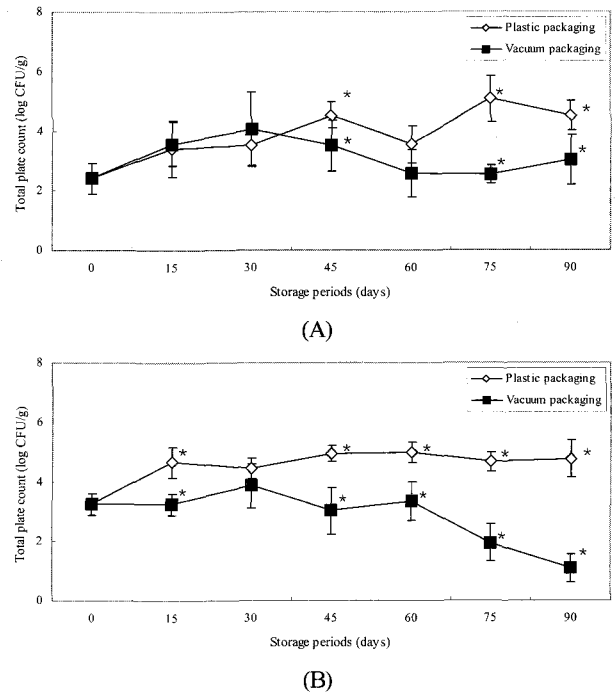 8
6
4
2
0
Total plate count (log CFU/g)
Plastic packaging
Vacuum packaging
*
*
*
*
*
*
0 15 30 45 60 75 90
Storage periods (days)
(A)
8
6
4
2
0
Total plate count (log CFU/g)
Plastic packaging
Vacuum packaging
*
*
*
*
*
*
*
*
*
*
0 15 30 45 60 75 90
Storage periods (days)
(B)